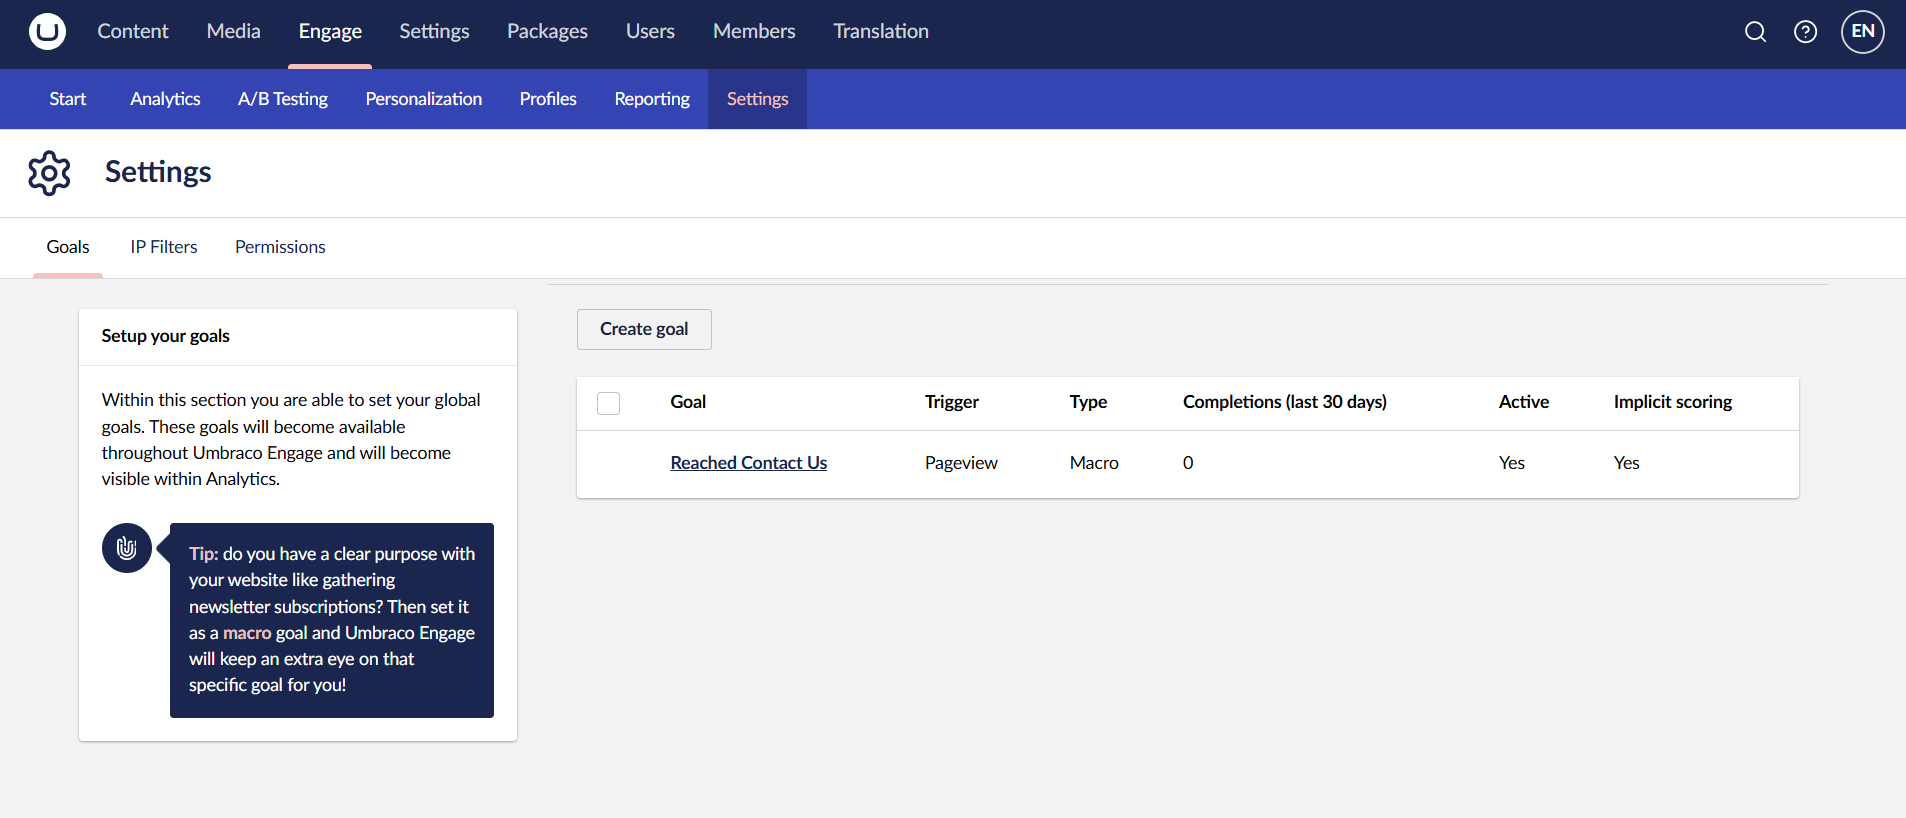 Content Media Engage Settings Packages Users Members Translation EN
Start Analytics A/B Testing Personalization Profiles Reporting Settings
Settings
Goals IP Filters Permissions
Setup your goals
Within this section you are able to set your global
goals. These goals will become available
throughout Umbraco Engage and will become
visible within Analytics.
Tip: do you have a clear purpose with
your website like gathering
newsletter subscriptions? Then set it
as a macro goal and Umbraco Engage
will keep an extra eye on that
specific goal for you!
Create goal
Goal Trigger Type Completions (last 30 days) Active Implicit scoring
Reached Contact Us Pageview Macro 0 Yes Yes